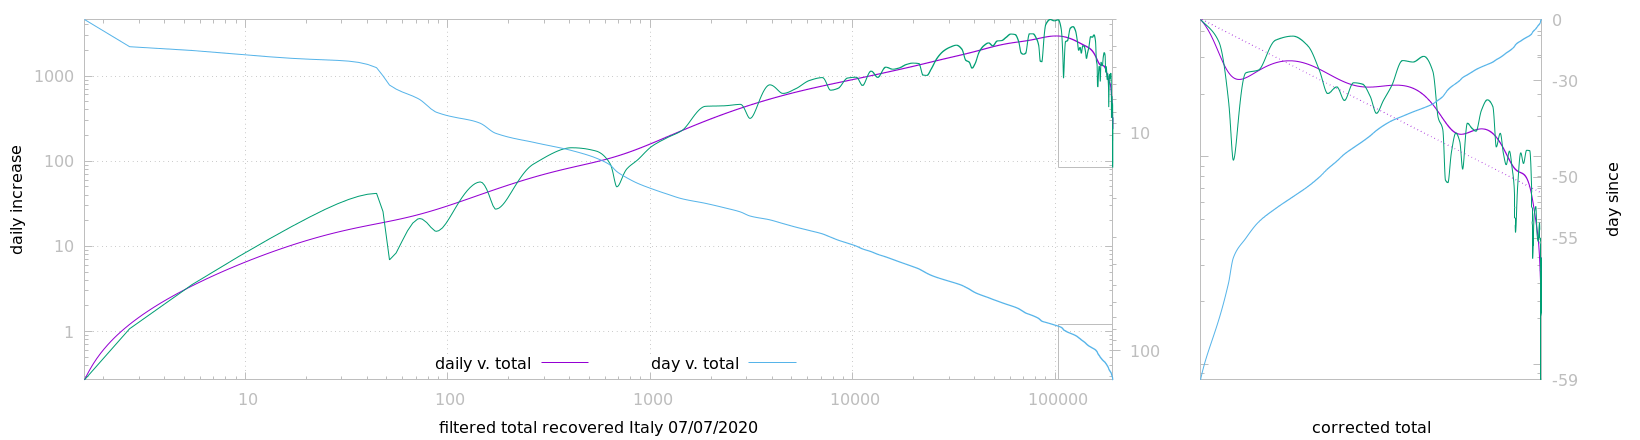 daily increase
1000
100
10
1
10
100
1000
10000
100000
10
100
daily v. total
day v. total
filtered total recovered Italy 07/07/2020
0
-30
-50
-55
-59
day since
corrected total